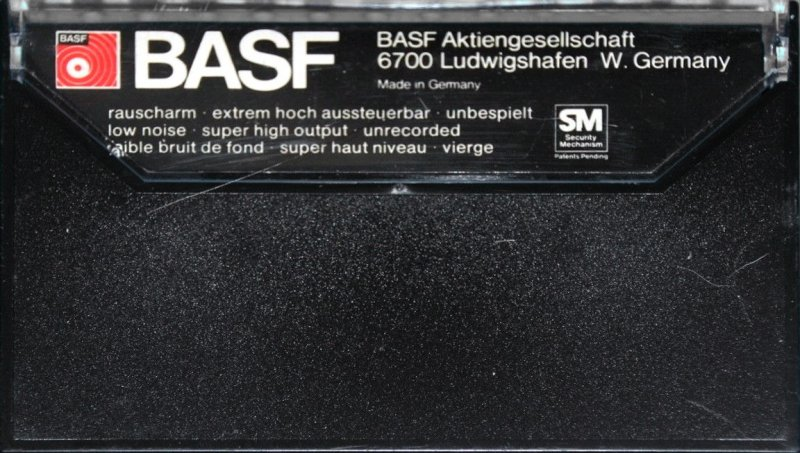 BASF
BASF
BASF Aktiengesellschaft
6700 Ludwigshafen W. Germany
Made in Germany
rauscharm · extrem hoch aussteuerbar · unbespielt
low noise · super high output · unrecorded
faible bruit de fond · super haut niveau · vierge
SM
Security
Mechanism
Patents Pending